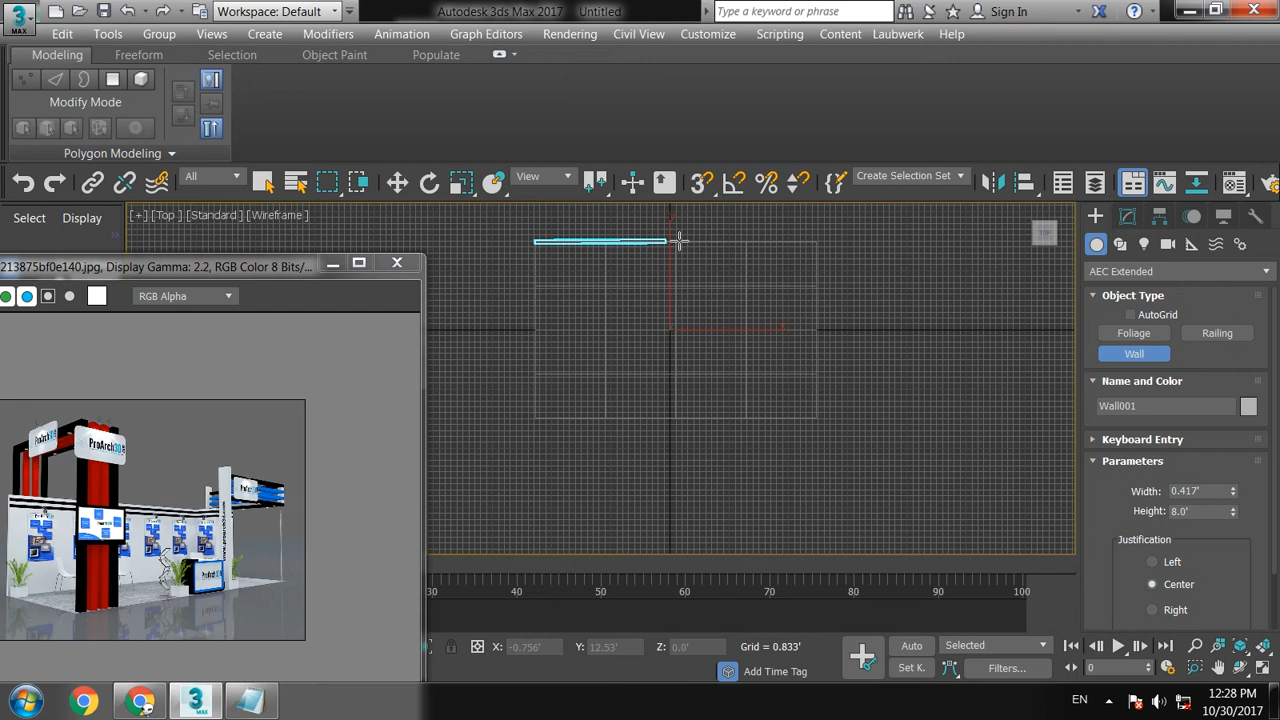 Workspace: Default
Autodesk 3ds Max 2017 Untitled
Type a keyword or phrase
Sign In
MAX
Edit Tools Group Views Create Modifiers Animation Graph Editors Rendering Civil View Customize Scripting Content Laubwerk Help
Modeling Freeform Selection Object Paint Populate
Modify Mode
Polygon Modeling
All
View
Create Selection Set
Select Display
[+] [Top ] [Standard ] [Wireframe ]
AEC Extended
Object Type
AutoGrid
Foliage Railing
Wall
Name and Color
Wall001
Keyboard Entry
Parameters
Width: 0.417'
Height: 8.0'
Justification
Left
Center
Right
213875bf0e140.jpg, Display Gamma: 2.2, RGB Color 8 Bits/...
RGB Alpha
ProArch3D
ProArch3D
ProArch3D
30 40 50 60 70 80 90 100
X: -0.756' Y: 12.53' Z: 0.0' Grid = 0.833'
Add Time Tag
Auto Selected
Set K. Filters...
0
EN
12:28 PM
10/30/2017